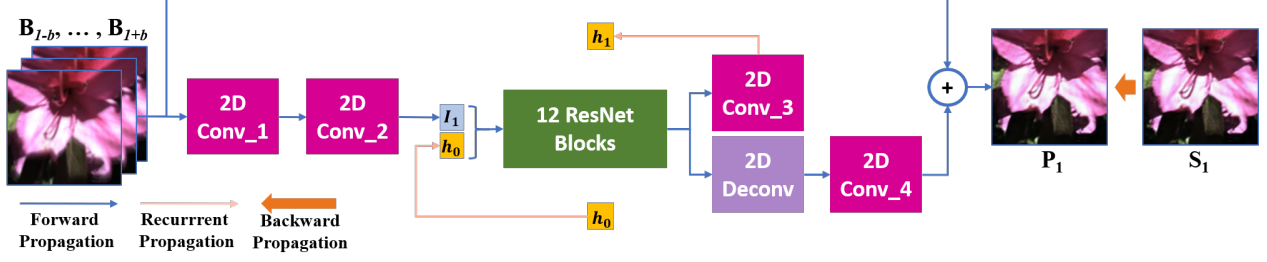 B1-b, … , B1+b
2D
Conv_1
2D
Conv_2
I1
h0
h0
12 ResNet
Blocks
h1
2D
Conv_3
2D
Deconv
2D
Conv_4
+
P1
S1
Forward
Propagation
Recurrrent
Propagation
Backward
Propagation